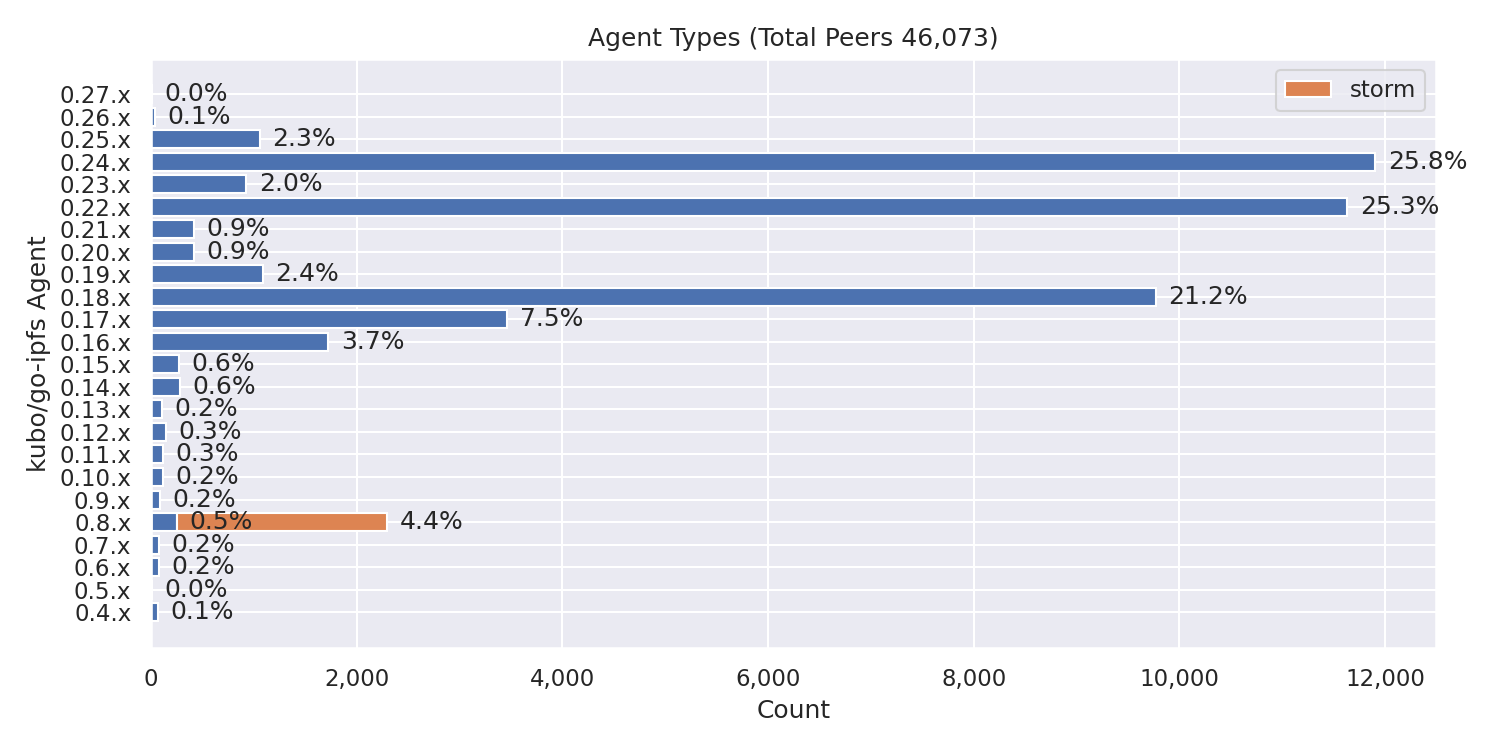 Agent Types (Total Peers 46,073)
storm
kubo/go-ipfs Agent
0.27.x 0.0%
0.26.x 0.1%
0.25.x 2.3%
0.24.x 25.8%
0.23.x 2.0%
0.22.x 25.3%
0.21.x 0.9%
0.20.x 0.9%
0.19.x 2.4%
0.18.x 21.2%
0.17.x 7.5%
0.16.x 3.7%
0.15.x 0.6%
0.14.x 0.6%
0.13.x 0.2%
0.12.x 0.3%
0.11.x 0.3%
0.10.x 0.2%
0.9.x 0.2%
0.8.x 0.5% 4.4%
0.7.x 0.2%
0.6.x 0.2%
0.5.x 0.0%
0.4.x 0.1%
0 2,000 4,000 6,000 8,000 10,000 12,000
Count